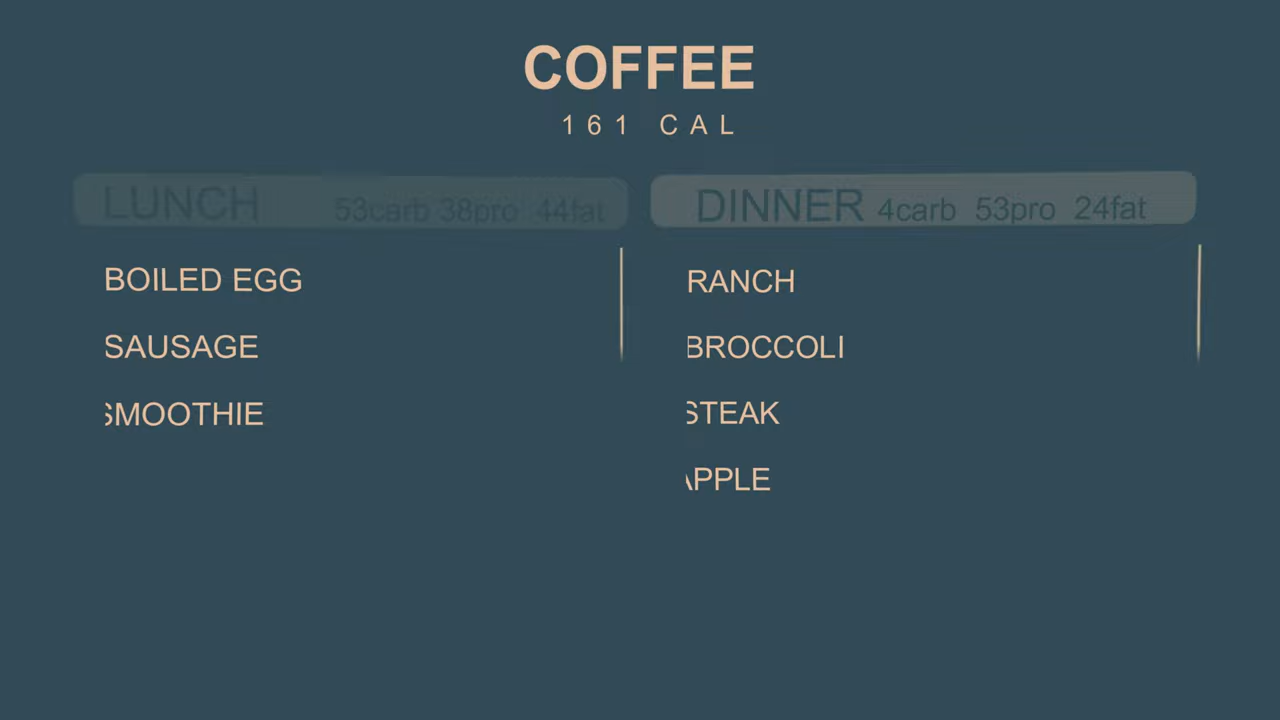 COFFEE
161 CAL
LUNCH 53carb 38pro 44fat
BOILED EGG
SAUSAGE
SMOOTHIE
DINNER 4carb 53pro 24fat
RANCH
BROCCOLI
STEAK
APPLE